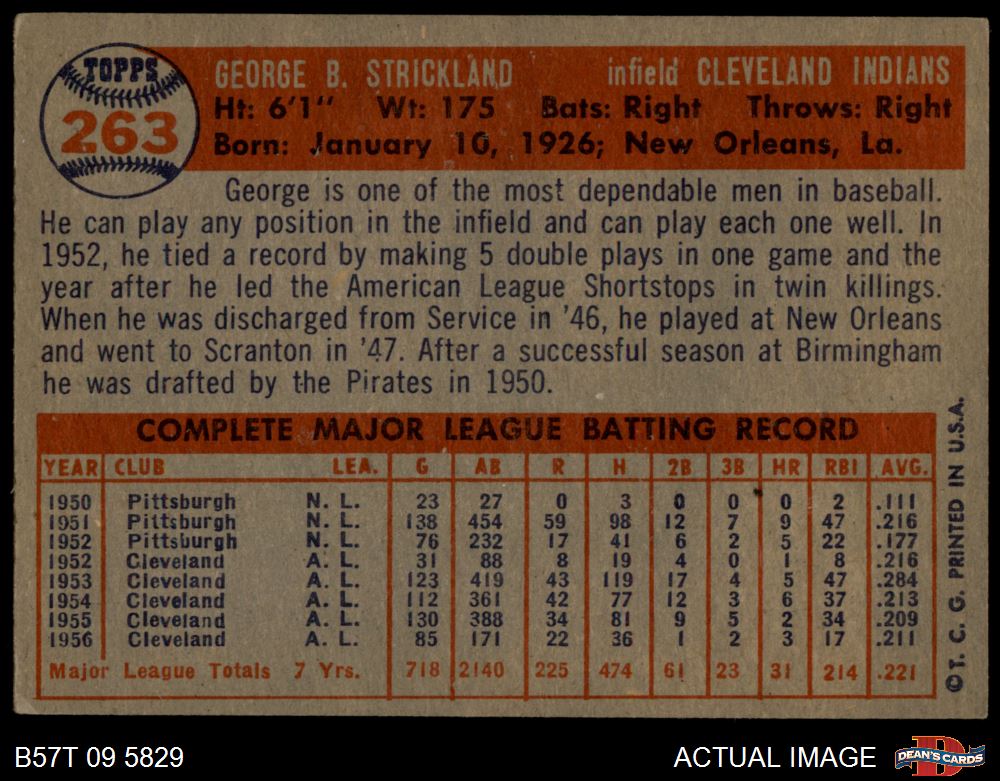 TOPPS
263
GEORGE B. STRICKLAND infield CLEVELAND INDIANS
Ht: 6'1" Wt: 175 Bats: Right Throws: Right
Born: January 10, 1926; New Orleans, La.
George is one of the most dependable men in baseball.
He can play any position in the infield and can play each one well. In
1952, he tied a record by making 5 double plays in one game and the
year after he led the American League Shortstops in twin killings.
When he was discharged from Service in '46, he played at New Orleans
and went to Scranton in '47. After a successful season at Birmingham
he was drafted by the Pirates in 1950.
COMPLETE MAJOR LEAGUE BATTING RECORD
YEAR CLUB LEA. G AB R H 2B 3B HR RBI AVG.
1950 Pittsburgh N. L. 23 27 0 3 0 0 0 2 .111
1951 Pittsburgh N. L. 138 454 59 98 12 7 9 47 .216
1952 Pittsburgh N. L. 76 232 17 41 6 2 5 22 .177
1952 Cleveland A. L. 31 88 8 19 4 0 1 8 .216
1953 Cleveland A. L. 123 419 43 119 17 4 5 47 .284
1954 Cleveland A. L. 112 361 42 77 12 3 6 37 .213
1955 Cleveland A. L. 130 388 34 81 9 5 2 34 .209
1956 Cleveland A. L. 85 171 22 36 1 2 3 17 .211
Major League Totals 7 Yrs. 718 2140 225 474 61 23 31 214 .221
©T. C. G. PRINTED IN U.S.A.
B57T 09 5829
ACTUAL IMAGE
DEAN'S CARDS